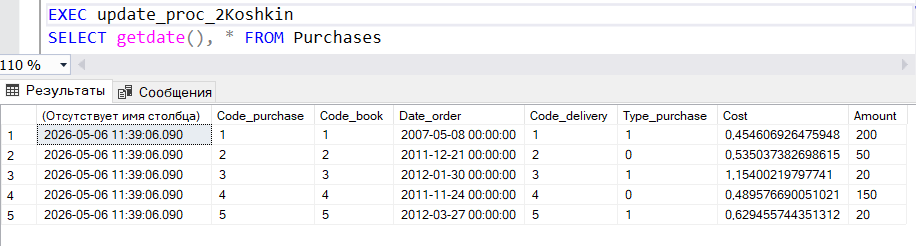 EXEC update_proc_2Koshkin
SELECT getdate(), * FROM Purchases
110 %
Результаты Сообщения
(Отсутствует имя столбца) Code_purchase Code_book Date_order Code_delivery Type_purchase Cost Amount
1 2026-05-06 11:39:06.090 1 1 2007-05-08 00:00:00 1 1 0,454606926475948 200
2 2026-05-06 11:39:06.090 2 2 2011-12-21 00:00:00 2 0 0,535037382698615 50
3 2026-05-06 11:39:06.090 3 3 2012-01-30 00:00:00 3 1 1,15400219797741 20
4 2026-05-06 11:39:06.090 4 4 2011-11-24 00:00:00 4 0 0,489576690051021 150
5 2026-05-06 11:39:06.090 5 5 2012-03-27 00:00:00 5 1 0,629455744351312 20